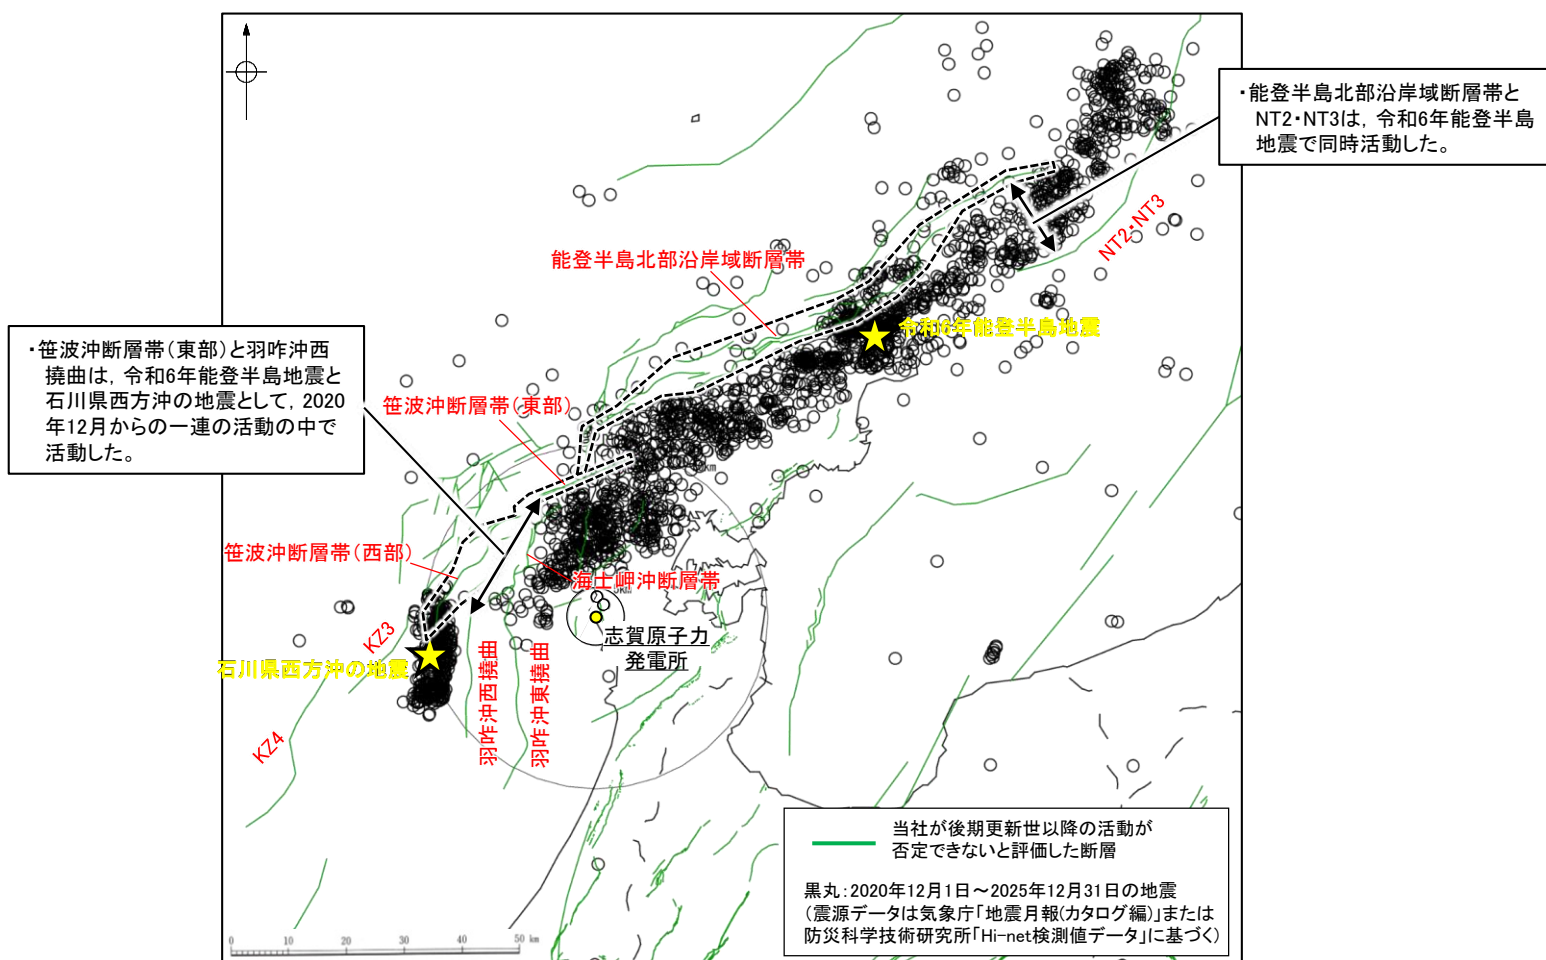 ・能登半島北部沿岸域断層帯と
NT2・NT3は，令和6年能登半島
地震で同時活動した。
NT2・NT3
能登半島北部沿岸域断層帯
令和6年能登半島地震
・笹波沖断層帯（東部）と羽咋沖西
撓曲は，令和6年能登半島地震と
石川県西方沖の地震として，2020
年12月からの一連の活動の中で
活動した。
笹波沖断層帯（東部）
笹波沖断層帯（西部）
海士岬沖断層帯
志賀原子力
発電所
KZ3
石川県西方沖の地震
羽咋沖西撓曲
羽咋沖東撓曲
KZ4
当社が後期更新世以降の活動が
否定できないと評価した断層
黒丸：2020年12月1日～2025年12月31日の地震
（震源データは気象庁「地震月報（カタログ編）」または
防災科学技術研究所「Hi-net検測値データ」に基づく）
0 10 20 30 40 50 km